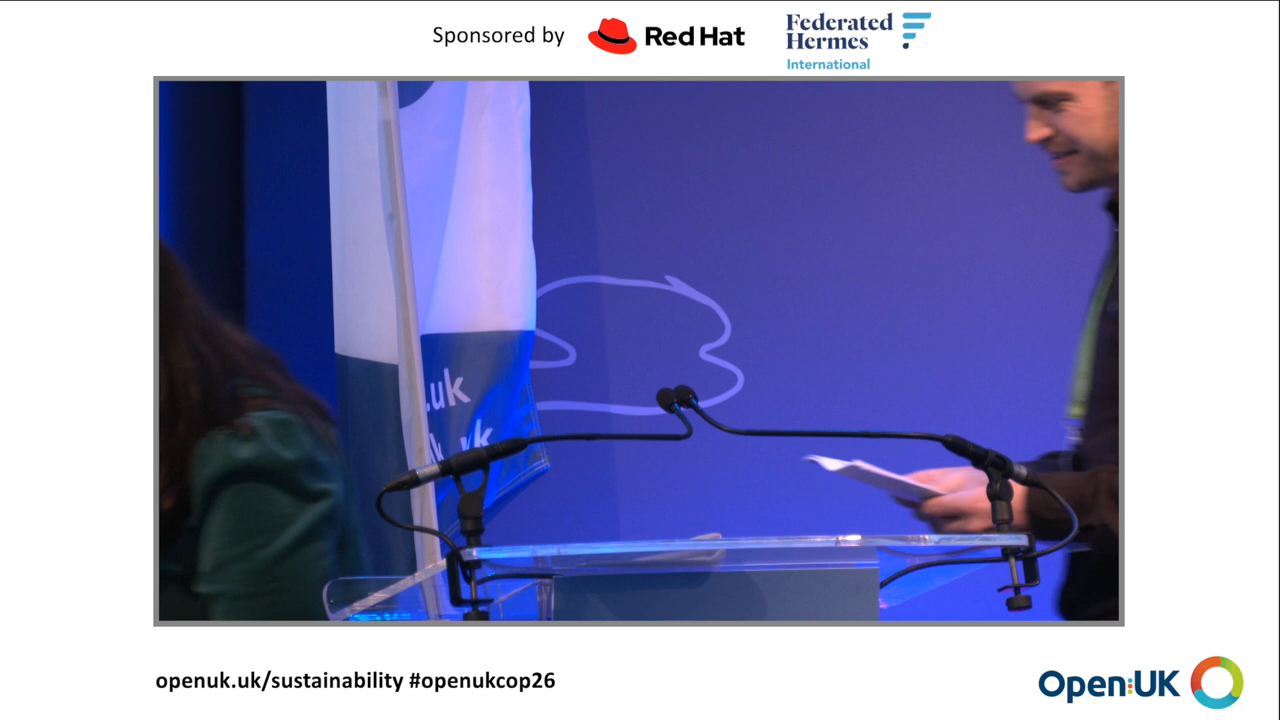 Sponsored by
Red Hat
Federated
Hermes
International
.uk
openuk.uk/sustainability #openukcop26
Open:UK